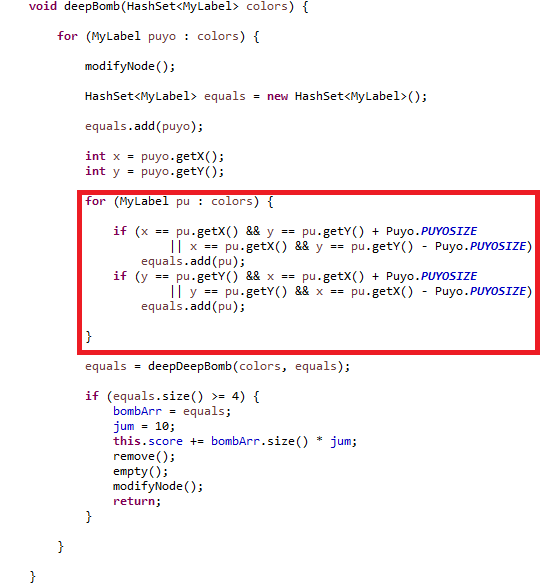 void deepBomb(HashSet<MyLabel> colors) {
for (MyLabel puyo : colors) {
modifyNode();
HashSet<MyLabel> equals = new HashSet<MyLabel>();
equals.add(puyo);
int x = puyo.getX();
int y = puyo.getY();
for (MyLabel pu : colors) {
if (x == pu.getX() && y == pu.getY() + Puyo.PUYOSIZE
|| x == pu.getX() && y == pu.getY() - Puyo.PUYOSIZE)
equals.add(pu);
if (y == pu.getY() && x == pu.getX() + Puyo.PUYOSIZE
|| y == pu.getY() && x == pu.getX() - Puyo.PUYOSIZE)
equals.add(pu);
}
equals = deepDeepBomb(colors, equals);
if (equals.size() >= 4) {
bombArr = equals;
jum = 10;
this.score += bombArr.size() * jum;
remove();
empty();
modifyNode();
return;
}
}
}